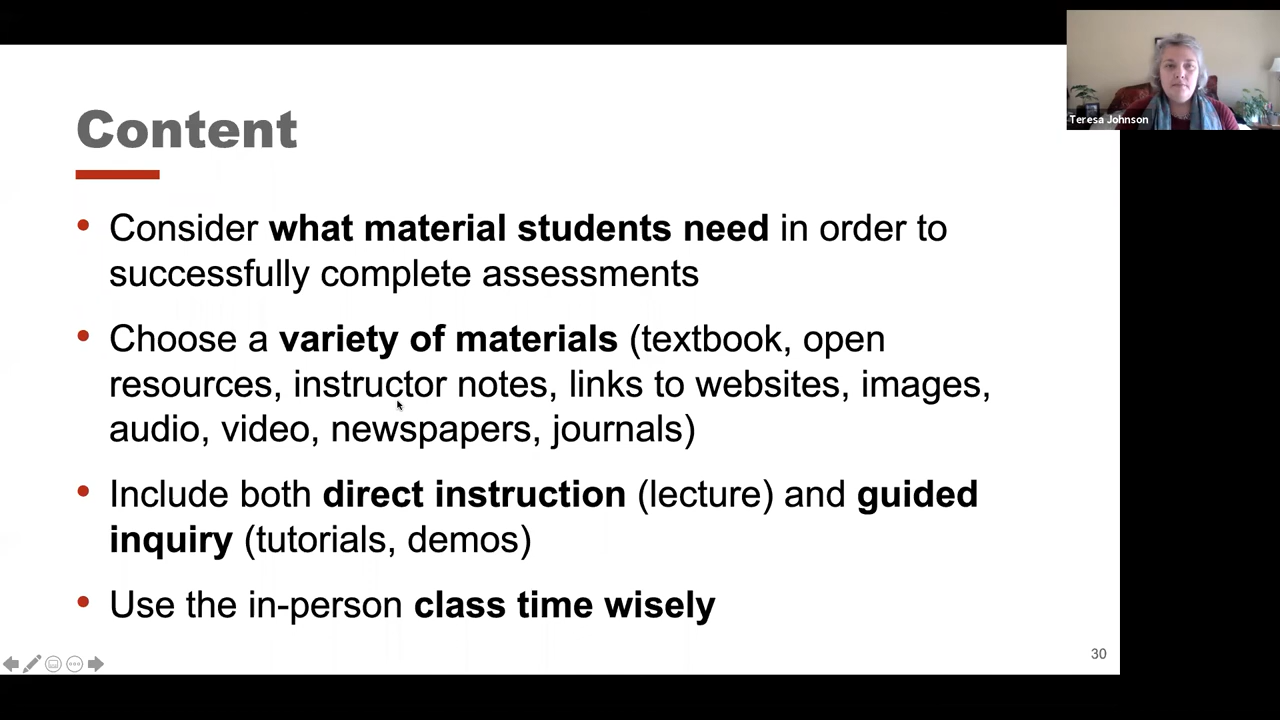 Content
• Consider what material students need in order to
successfully complete assessments
• Choose a variety of materials (textbook, open
resources, instructor notes, links to websites, images,
audio, video, newspapers, journals)
• Include both direct instruction (lecture) and guided
inquiry (tutorials, demos)
• Use the in-person class time wisely
30
Teresa Johnson